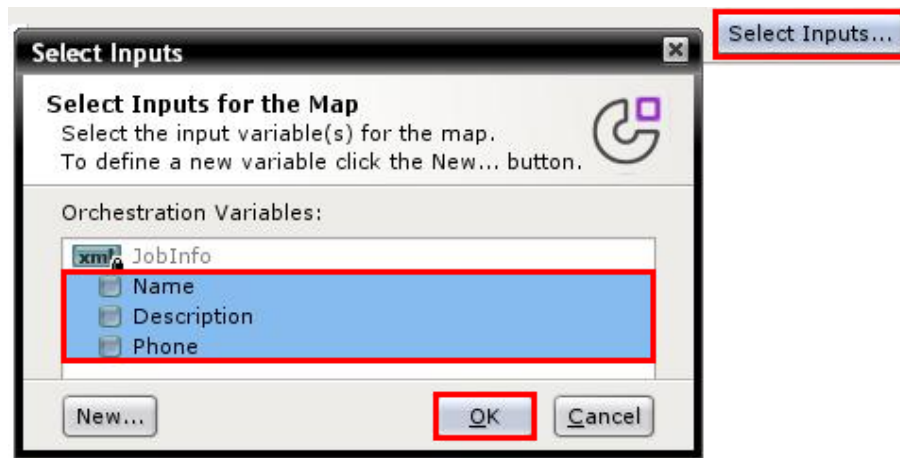 Select Inputs...
Select Inputs
Select Inputs for the Map
Select the input variable(s) for the map.
To define a new variable click the New... button.
Orchestration Variables:
xml JobInfo
Name
Description
Phone
New...
OK
Cancel